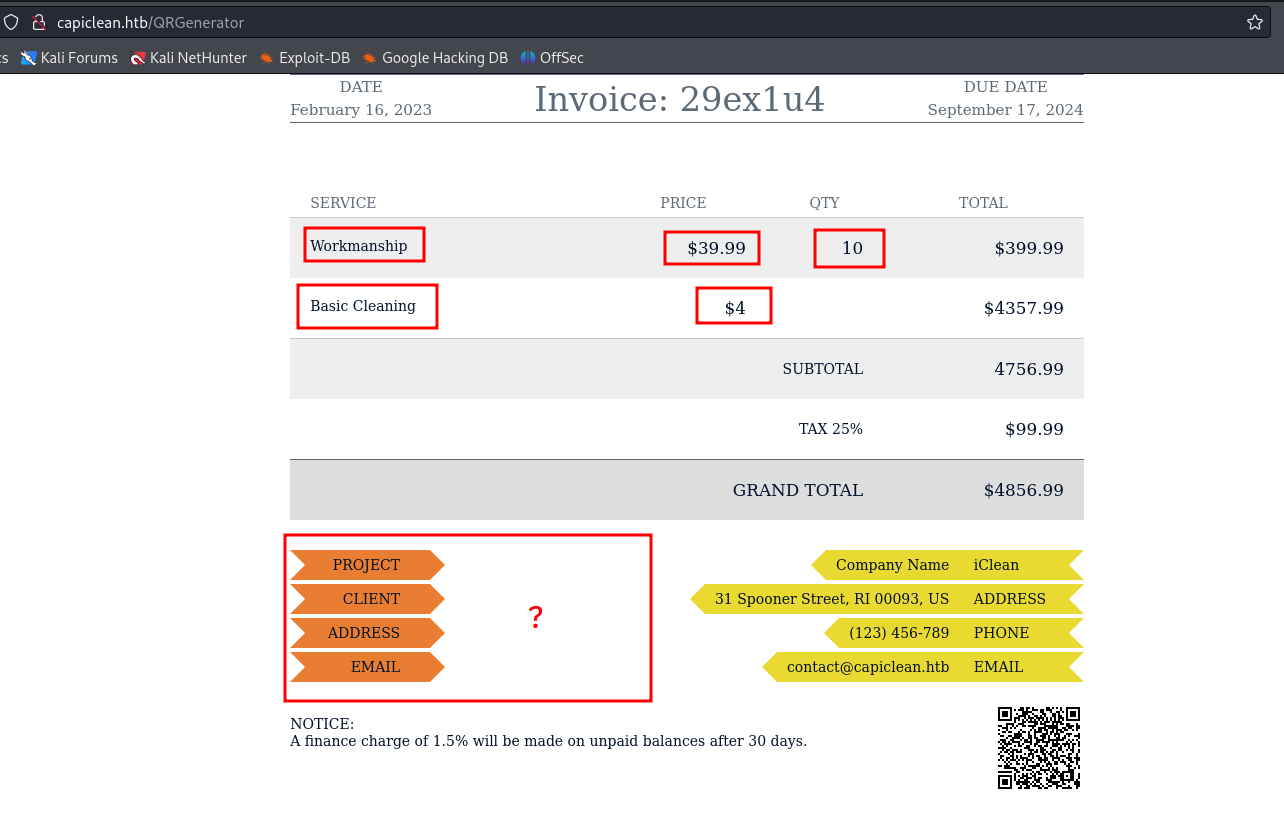 capiclean.htb/QRGenerator
cs Kali Forums Kali NetHunter Exploit-DB Google Hacking DB OffSec
DATE Invoice: 29ex1u4 DUE DATE
February 16, 2023 September 17, 2024
SERVICE PRICE QTY TOTAL
Workmanship $39.99 10 $399.99
Basic Cleaning $4 $4357.99
SUBTOTAL 4756.99
TAX 25% $99.99
GRAND TOTAL $4856.99
PROJECT Company Name iClean
CLIENT 31 Spooner Street, RI 00093, US ADDRESS
?
ADDRESS (123) 456-789 PHONE
EMAIL contact@capiclean.htb EMAIL
NOTICE:
A finance charge of 1.5% will be made on unpaid balances after 30 days.